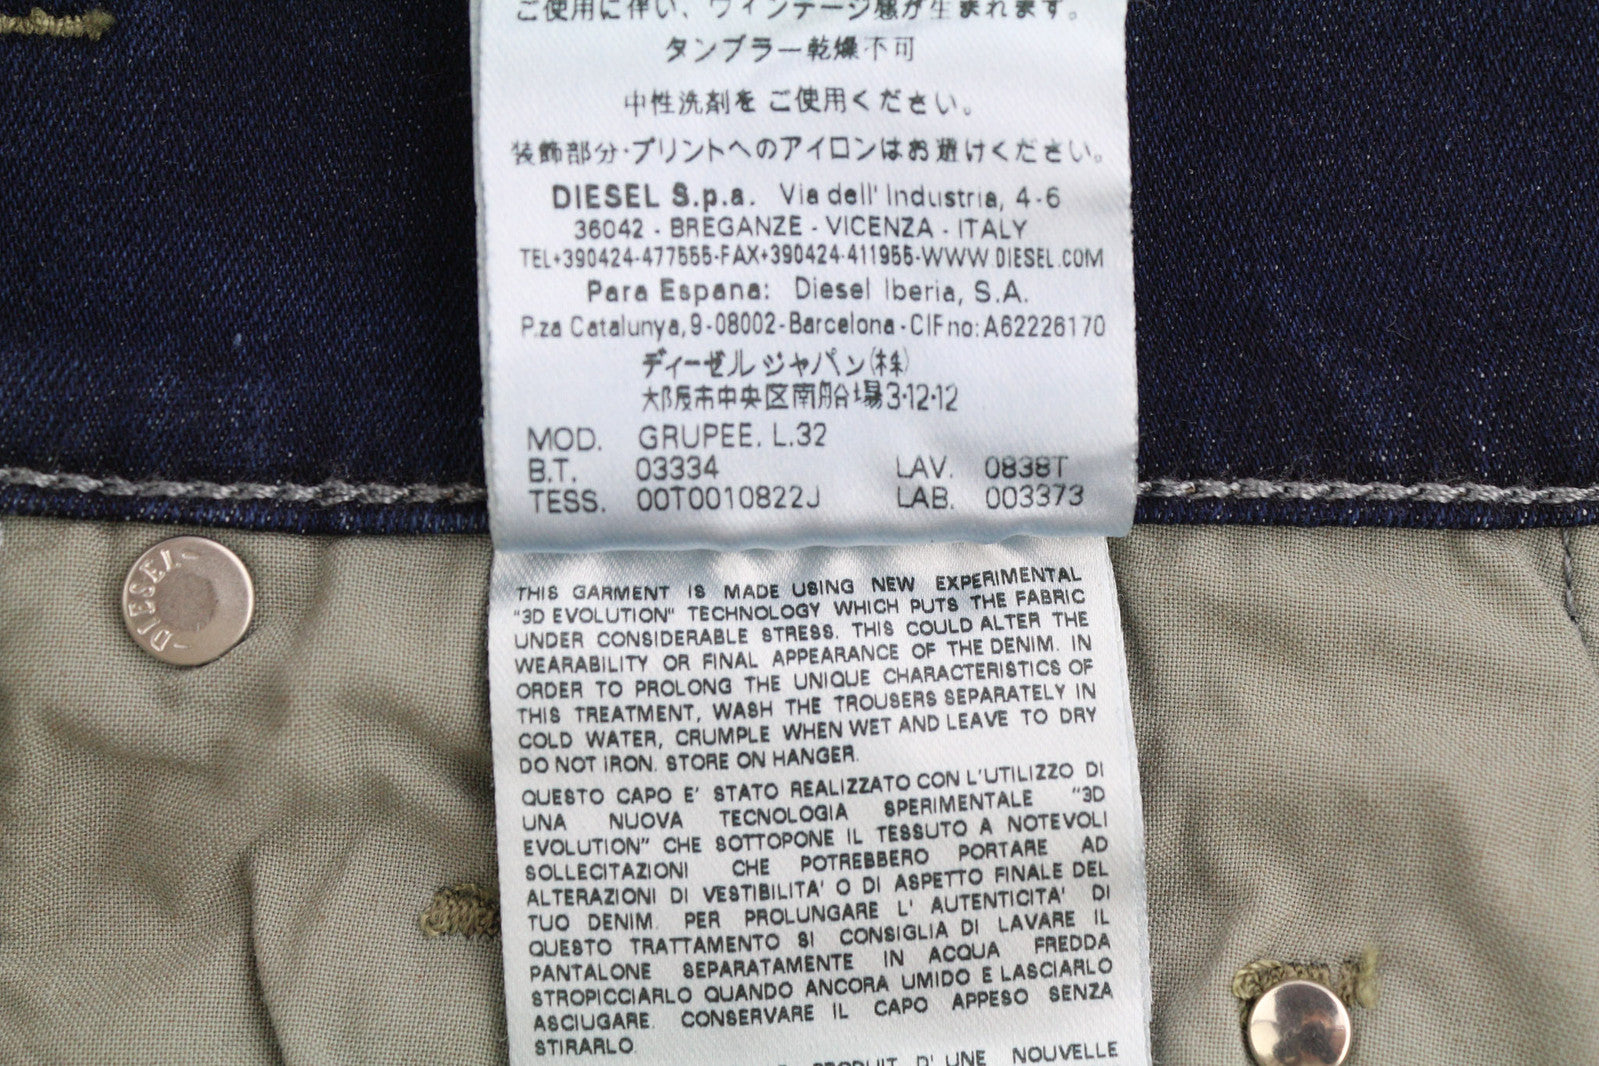 ご使用に伴い、ヴィンテージ感が生まれます。
タンブラー乾燥不可
中性洗剤をご使用ください。
装飾部分・プリントへのアイロンはお避けください。
DIESEL S.p.a. Via dell' Industria, 4-6
36042 - BREGANZE - VICENZA - ITALY
TEL+390424-477555-FAX+390424-411955-WWW.DIESEL.COM
Para Espana: Diesel Iberia, S.A.
P.za Catalunya,9-08002-Barcelona-CIF no:A62226170
ディーゼル ジャパン(株)
大阪市中央区南船場3-12-12
MOD. GRUPEE. L.32
B.T. 03334 LAV. 0838T
TESS. 00T0010822J LAB. 003373
DIESEL
THIS GARMENT IS MADE USING NEW EXPERIMENTAL
"3D EVOLUTION" TECHNOLOGY WHICH PUTS THE FABRIC
UNDER CONSIDERABLE STRESS. THIS COULD ALTER THE
WEARABILITY OR FINAL APPEARANCE OF THE DENIM. IN
ORDER TO PROLONG THE UNIQUE CHARACTERISTICS OF
THIS TREATMENT, WASH THE TROUSERS SEPARATELY IN
COLD WATER, CRUMPLE WHEN WET AND LEAVE TO DRY
DO NOT IRON. STORE ON HANGER.
QUESTO CAPO E' STATO REALIZZATO CON L'UTILIZZO DI
UNA NUOVA TECNOLOGIA SPERIMENTALE "3D
EVOLUTION" CHE SOTTOPONE IL TESSUTO A NOTEVOLI
SOLLECITAZIONI CHE POTREBBERO PORTARE AD
ALTERAZIONI DI VESTIBILITA' O DI ASPETTO FINALE DEL
TUO DENIM. PER PROLUNGARE L' AUTENTICITA' DI
QUESTO TRATTAMENTO SI CONSIGLIA DI LAVARE IL
PANTALONE SEPARATAMENTE IN ACQUA FREDDA
STROPICCIARLO QUANDO ANCORA UMIDO E LASCIARLO
ASCIUGARE. CONSERVARE IL CAPO APPESO SENZA
STIRARLO.
PRODUIT D' UNE NOUVELLE